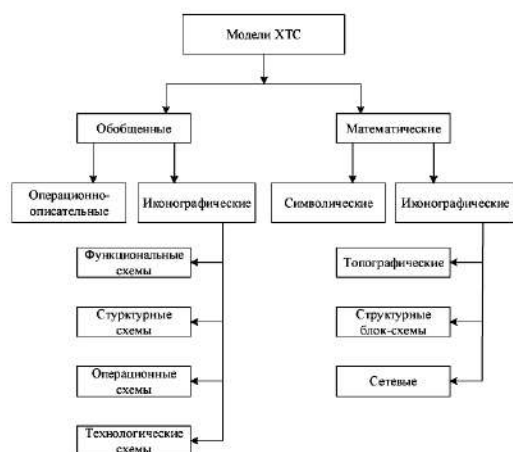 Модели ХТС
Обобщенные
Математические
Операционно-
описательные
Иконографические
Символические
Иконографические
Функциональные
схемы
Стурктурные
схемы
Операционные
схемы
Технологические
схемы
Топографические
Структурные
блок-схемы
Сетевые